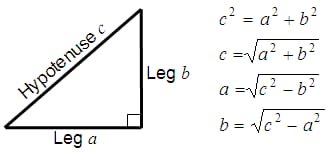 Hypotenuse c
Leg b
Leg a
c² = a² + b²
c = √a² + b²
a = √c² − b²
b = √c² − a²